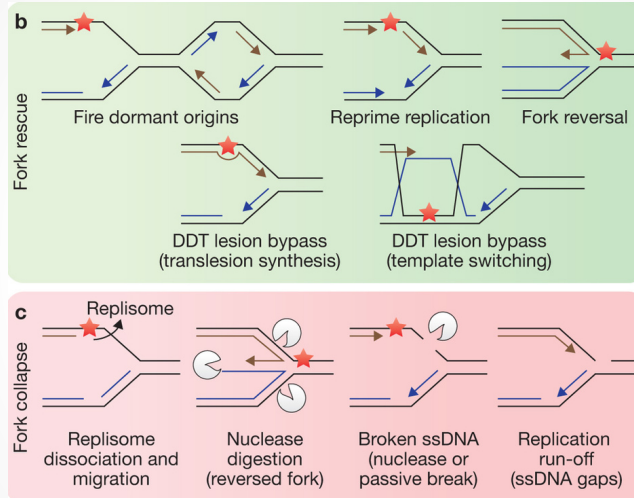 b
Fork rescue
Fire dormant origins
Reprime replication
Fork reversal
DDT lesion bypass
(translesion synthesis)
DDT lesion bypass
(template switching)
c
Fork collapse
Replisome
Replisome
dissociation and
migration
Nuclease
digestion
(reversed fork)
Broken ssDNA
(nuclease or
passive break)
Replication
run-off
(ssDNA gaps)